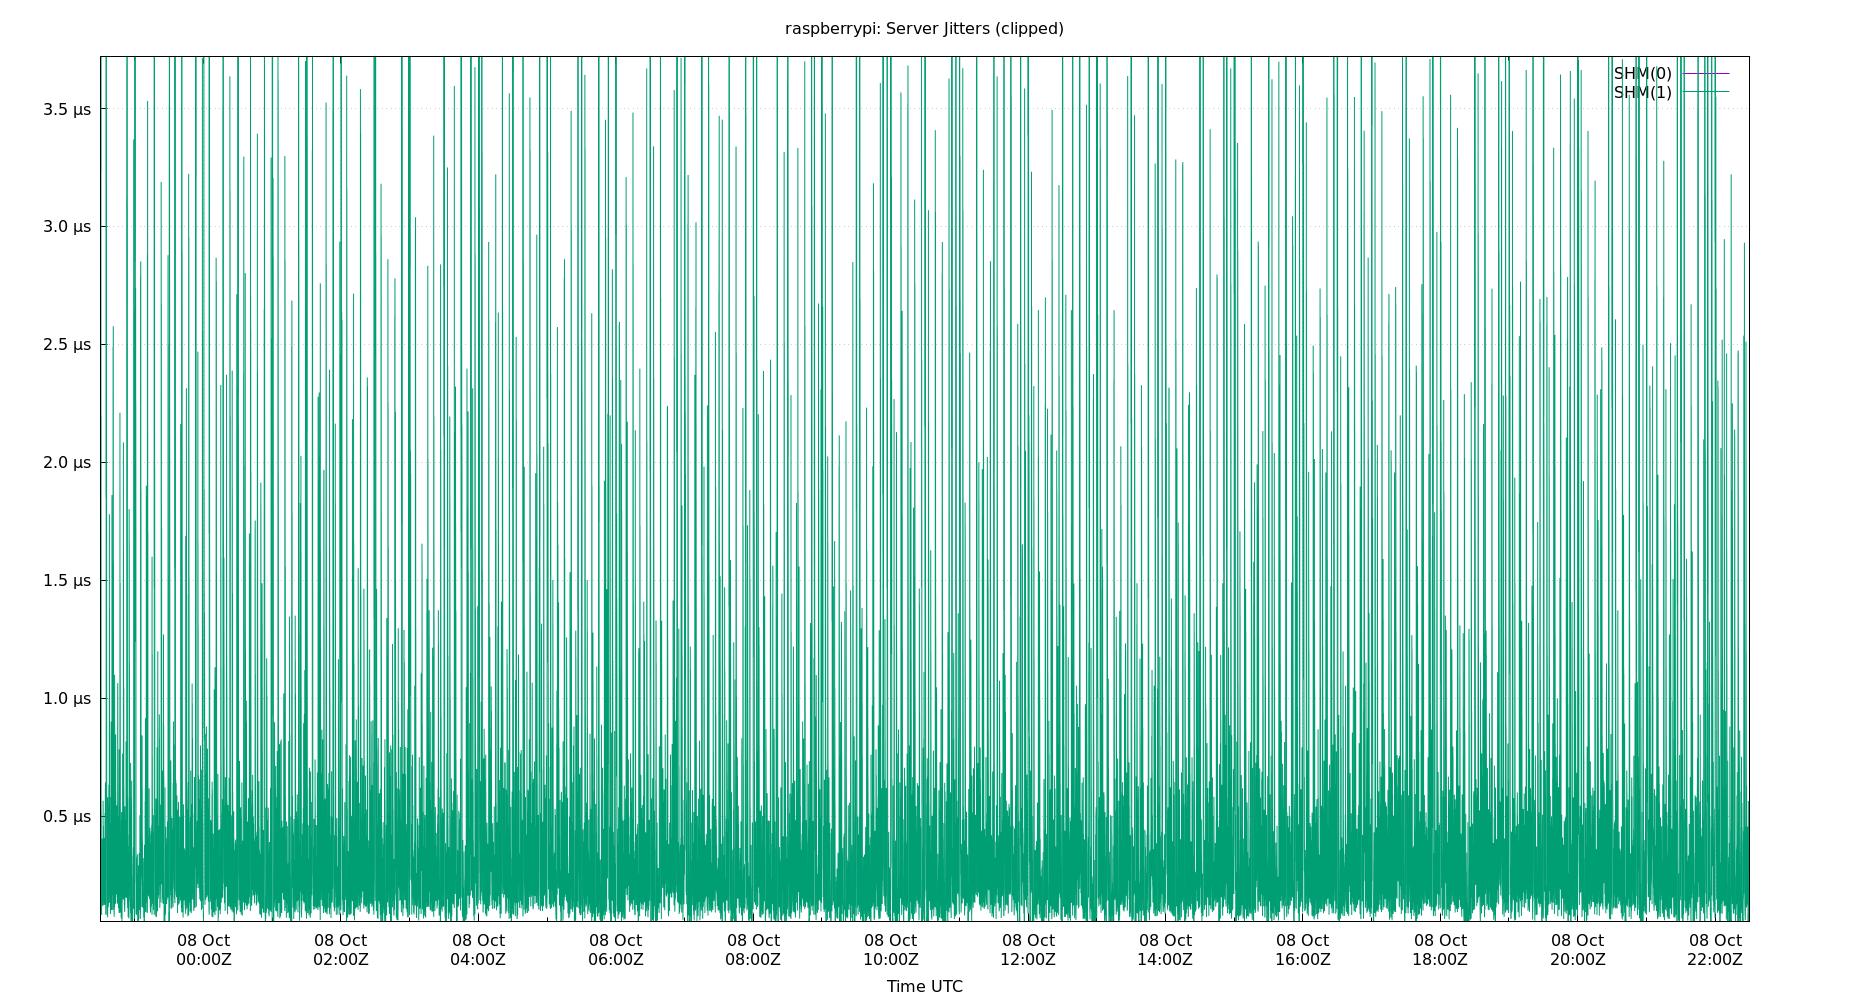 raspberrypi: Server Jitters (clipped)
SHM(0)
SHM(1)
3.5 µs
3.0 µs
2.5 µs
2.0 µs
1.5 µs
1.0 µs
0.5 µs
08 Oct 08 Oct 08 Oct 08 Oct 08 Oct 08 Oct 08 Oct 08 Oct 08 Oct 08 Oct 08 Oct 08 Oct
00:00Z 02:00Z 04:00Z 06:00Z 08:00Z 10:00Z 12:00Z 14:00Z 16:00Z 18:00Z 20:00Z 22:00Z
Time UTC